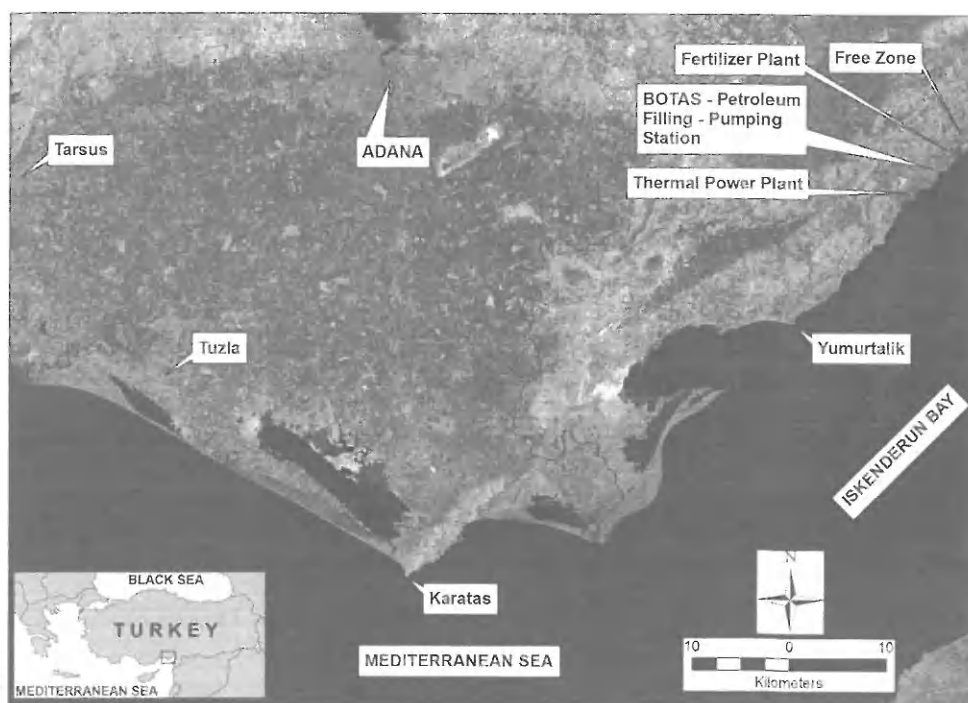 Fertilizer Plant
Free Zone
BOTAS - Petroleum
Filling - Pumping
Station
Tarsus
ADANA
Thermal Power Plant
Tuzla
Yumurtalik
ISKENDERUN BAY
Karatas
MEDITERRANEAN SEA
N
10 0 10
Kilometers
BLACK SEA
TURKEY
MEDITERRANEAN SEA